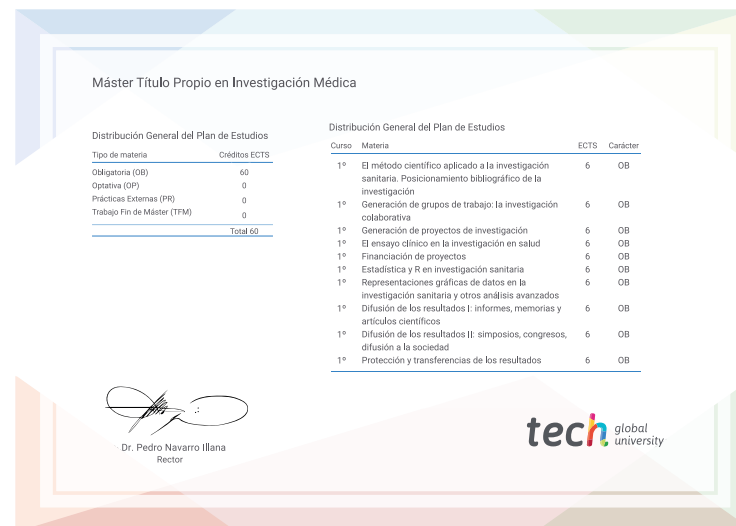 Máster Título Propio en Investigación Médica
Distribución General del Plan de Estudios
Tipo de materia Créditos ECTS
Obligatoria (OB) 60
Optativa (OP) 0
Prácticas Externas (PR) 0
Trabajo Fin de Máster (TFM) 0
Total 60
Distribución General del Plan de Estudios
Curso Materia ECTS Carácter
1º El método científico aplicado a la investigación 6 OB
sanitaria. Posicionamiento bibliográfico de la
investigación
1º Generación de grupos de trabajo: la investigación 6 OB
colaborativa
1º Generación de proyectos de investigación 6 OB
1º El ensayo clínico en la investigación en salud 6 OB
1º Financiación de proyectos 6 OB
1º Estadística y R en investigación sanitaria 6 OB
1º Representaciones gráficas de datos en la 6 OB
investigación sanitaria y otros análisis avanzados
1º Difusión de los resultados I: informes, memorias y 6 OB
artículos científicos
1º Difusión de los resultados II: simposios, congresos, 6 OB
difusión a la sociedad
1º Protección y transferencias de los resultados 6 OB
Dr. Pedro Navarro Illana
Rector
tech global
university